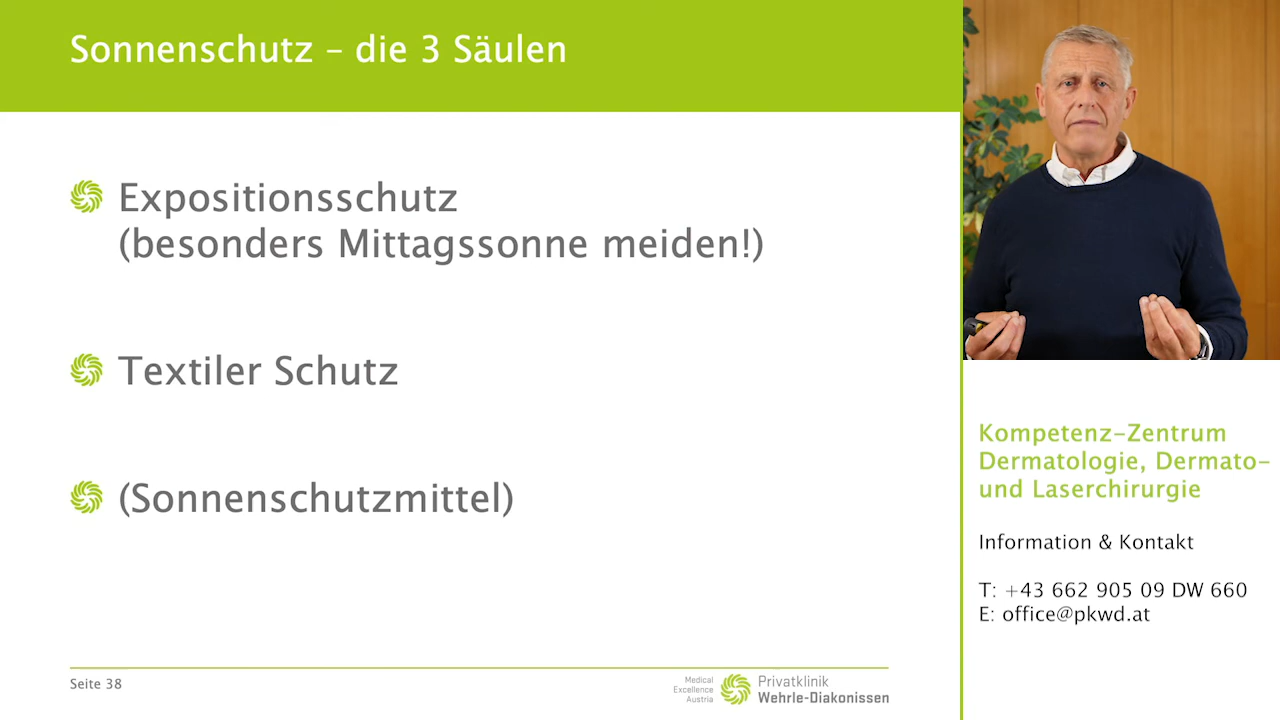 Sonnenschutz – die 3 Säulen
Expositionsschutz
(besonders Mittagssonne meiden!)
Textiler Schutz
(Sonnenschutzmittel)
Seite 38
Medical
Excellence
Austria
Privatklinik
Wehrle-Diakonissen
Kompetenz-Zentrum
Dermatologie, Dermato-
und Laserchirurgie
Information & Kontakt
T: +43 662 905 09 DW 660
E: office@pkwd.at